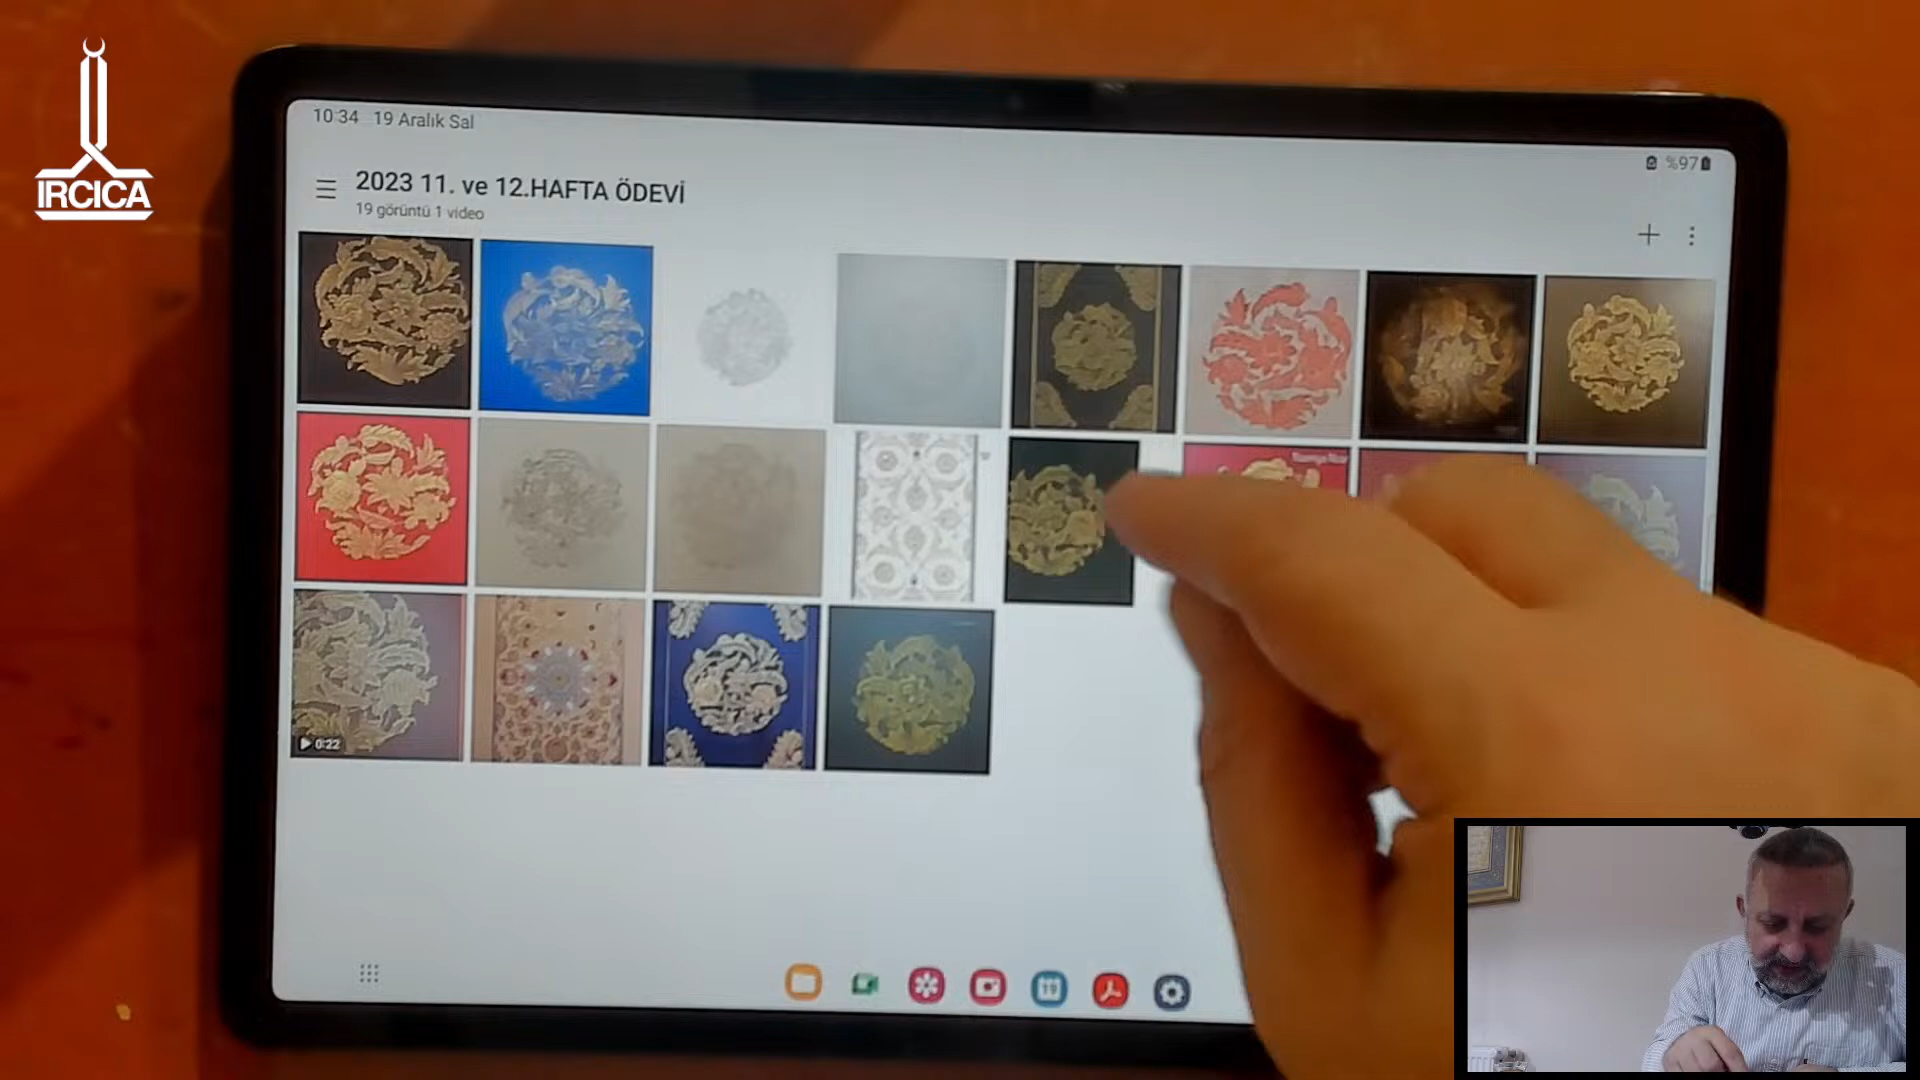 IRCICA
10:34 19 Aralık Sal
%97
2023 11. ve 12.HAFTA ÖDEVİ
19 görüntü 1 video
0:22
19